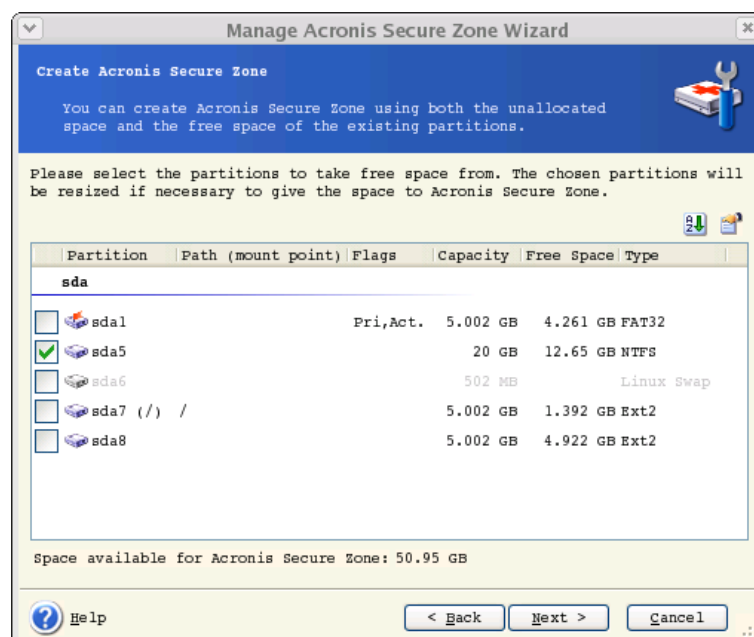 Manage Acronis Secure Zone Wizard
Create Acronis Secure Zone
You can create Acronis Secure Zone using both the unallocated
space and the free space of the existing partitions.
Please select the partitions to take free space from. The chosen partitions will
be resized if necessary to give the space to Acronis Secure Zone.
Partition Path (mount point) Flags Capacity Free Space Type
sda
sda1 Pri,Act. 5.002 GB 4.261 GB FAT32
sda5 20 GB 12.65 GB NTFS
sda6 502 MB Linux Swap
sda7 (/) / 5.002 GB 1.392 GB Ext2
sda8 5.002 GB 4.922 GB Ext2
Space available for Acronis Secure Zone: 50.95 GB
Help < Back Next > Cancel